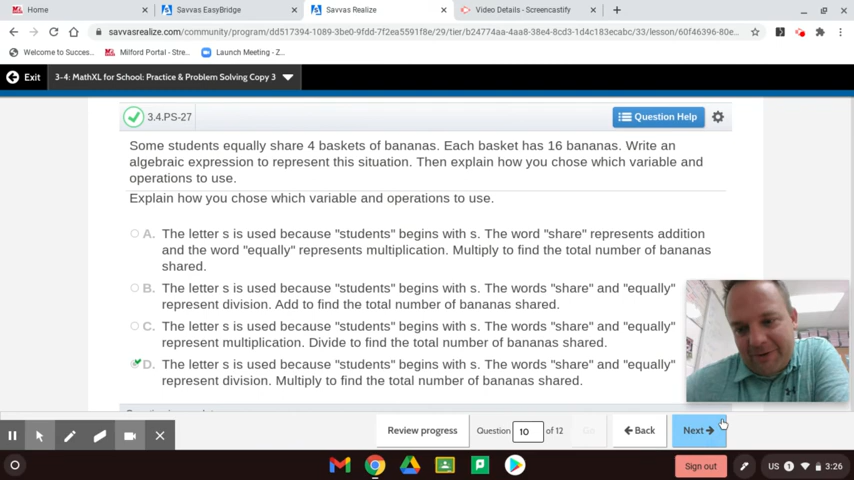 Home
Savvas EasyBridge
Savvas Realize
Video Details - Screencastify
savvasrealize.com/community/program/dd517394-1089-3be0-9fdd-7f2ea5591f8e/29/tier/b24774aa-aa8-38e4-8cd3-1d4c183ecabc/33/lesson/60f46396-80e...
Welcome to Succes...
Milford Portal - Stre...
Launch Meeting - Z...
Exit
3-4: MathXL for School: Practice & Problem Solving Copy 3
3.4.PS-27
Question Help
Some students equally share 4 baskets of bananas. Each basket has 16 bananas. Write an
algebraic expression to represent this situation. Then explain how you chose which variable and
operations to use.
Explain how you chose which variable and operations to use.
A. The letter s is used because "students" begins with s. The word "share" represents addition
and the word "equally" represents multiplication. Multiply to find the total number of bananas
shared.
B. The letter s is used because "students" begins with s. The words "share" and "equally"
represent division. Add to find the total number of bananas shared.
C. The letter s is used because "students" begins with s. The words "share" and "equally"
represent multiplication. Divide to find the total number of bananas shared.
D. The letter s is used because "students" begins with s. The words "share" and "equally"
represent division. Multiply to find the total number of bananas shared.
Review progress
Question 10 of 12
Go
Back
Next
Sign out
US 1 3:26